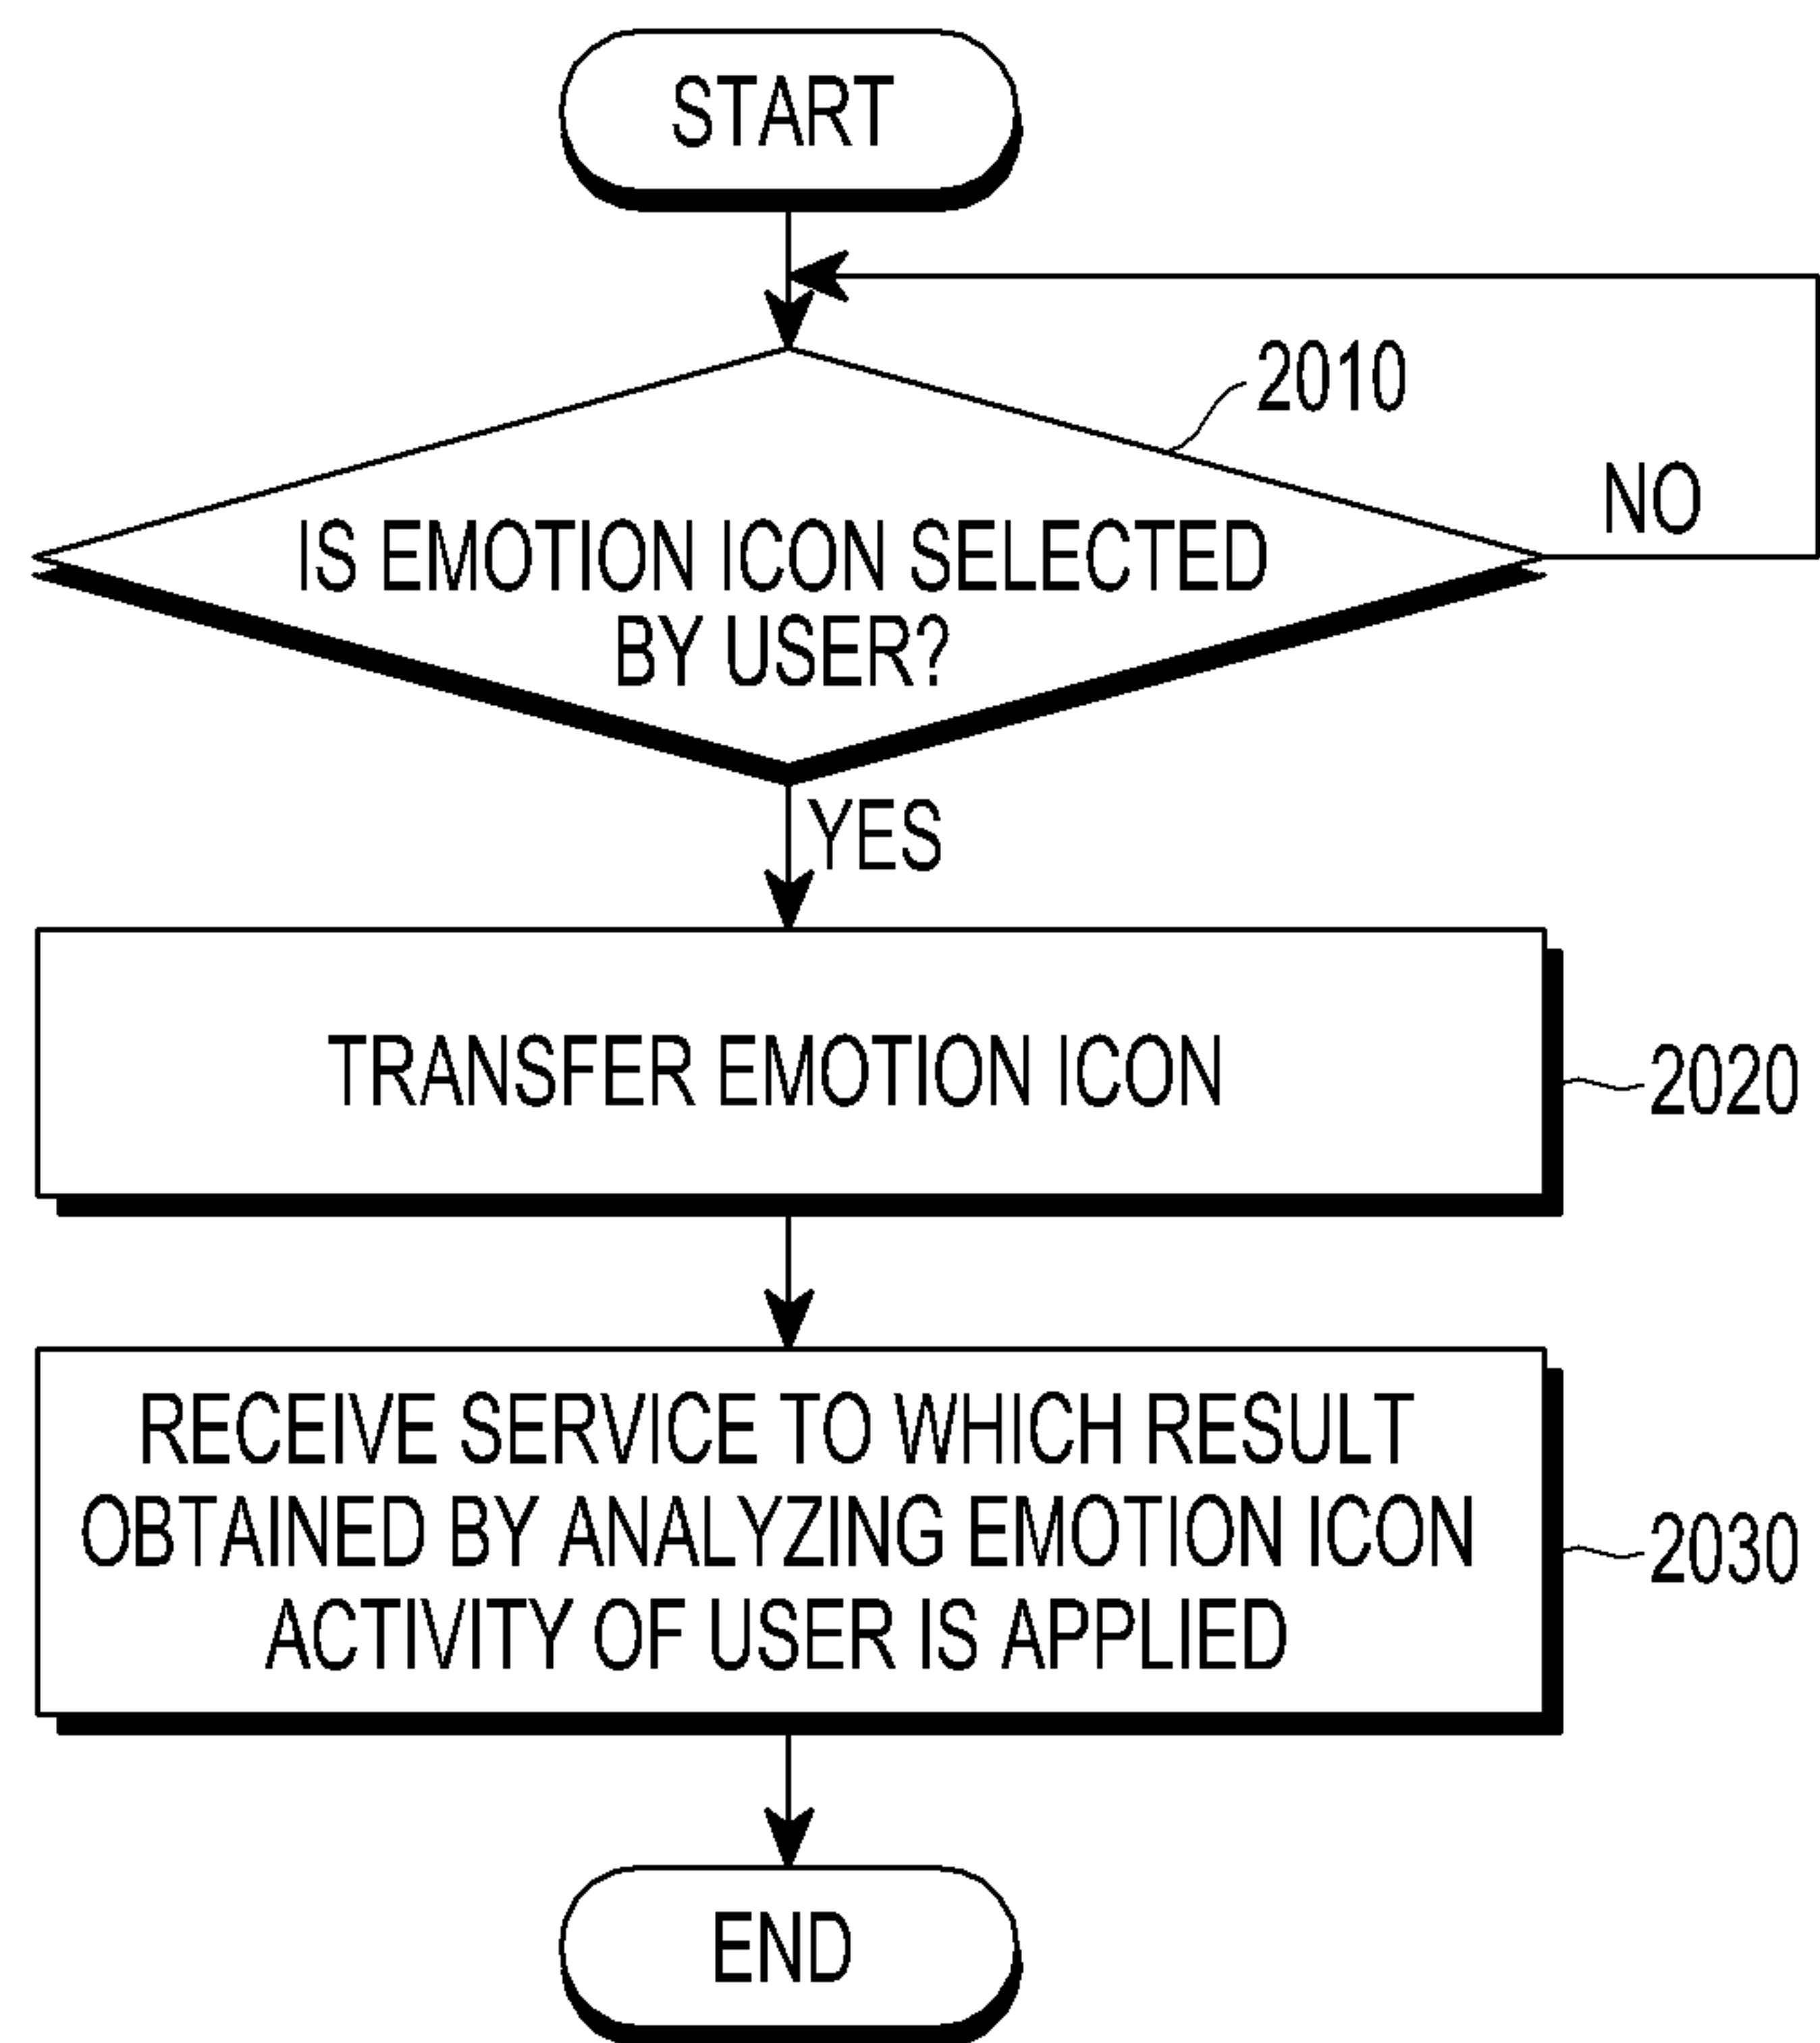 START
2010
NO
IS EMOTION ICON SELECTED
BY USER?
YES
TRANSFER EMOTION ICON
2020
RECEIVE SERVICE TO WHICH RESULT
OBTAINED BY ANALYZING EMOTION ICON
ACTIVITY OF USER IS APPLIED
2030
END